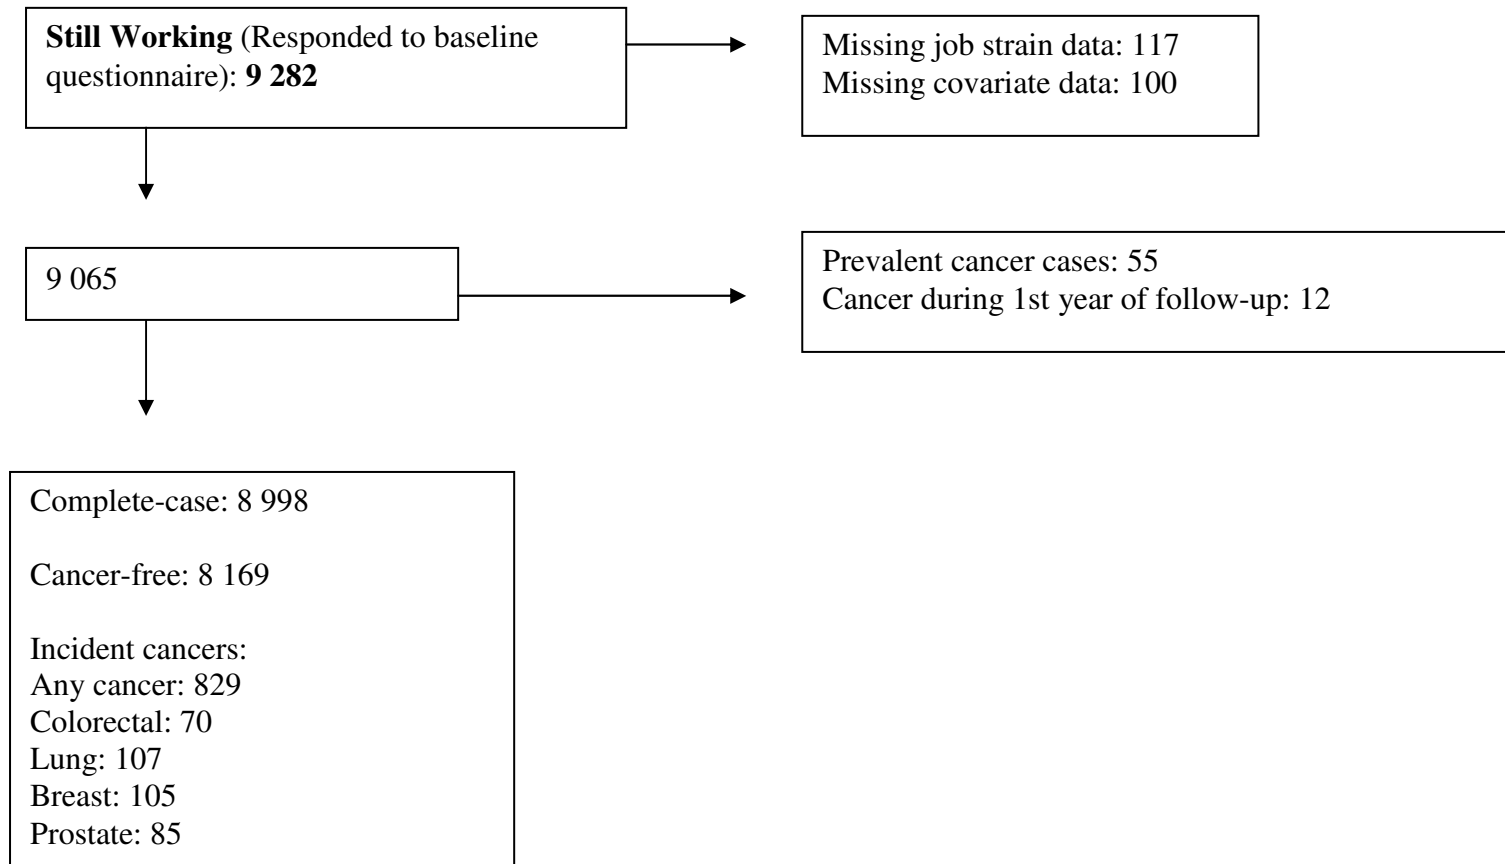 Still Working (Responded to baseline
questionnaire): 9 282
Missing job strain data: 117
Missing covariate data: 100
9 065
Prevalent cancer cases: 55
Cancer during 1st year of follow-up: 12
Complete-case: 8 998
Cancer-free: 8 169
Incident cancers:
Any cancer: 829
Colorectal: 70
Lung: 107
Breast: 105
Prostate: 85